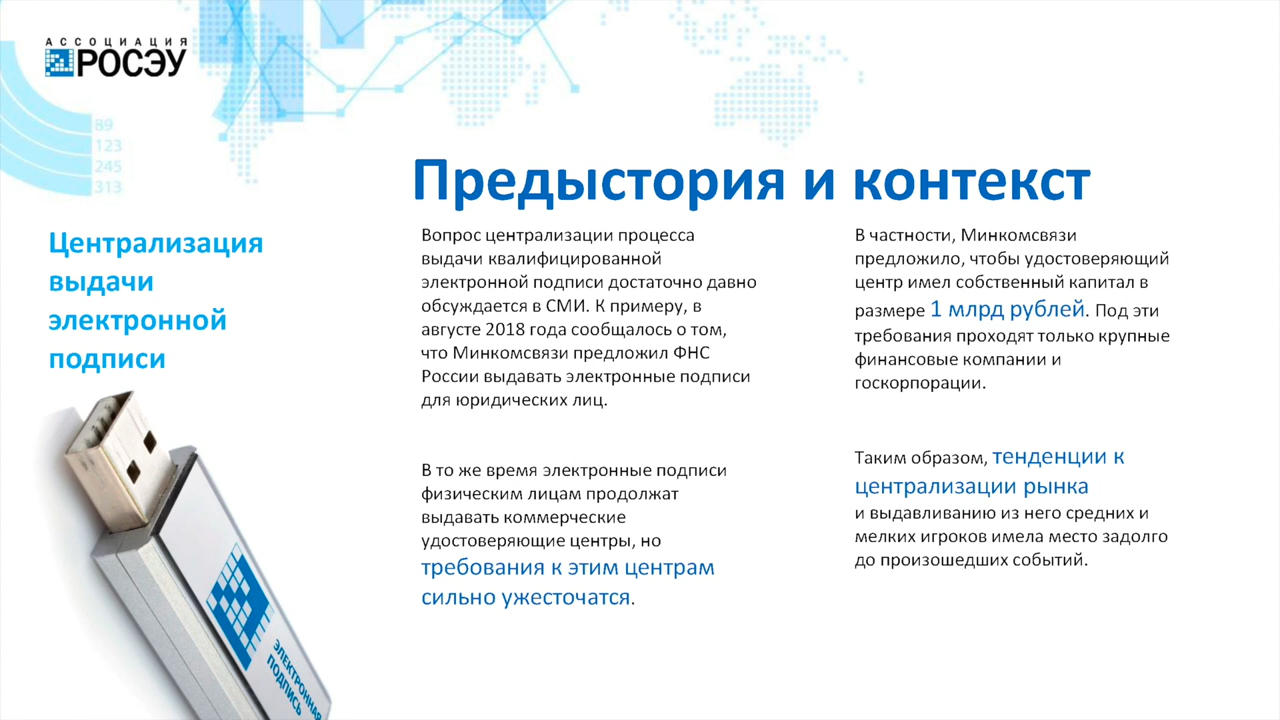 АССОЦИАЦИЯ
РОСЭУ
89
123
245
313
Централизация
выдачи
электронной
подписи
ЭЛЕКТРОННАЯ
ПОДПИСЬ
Предыстория и контекст
Вопрос централизации процесса
выдачи квалифицированной
электронной подписи достаточно давно
обсуждается в СМИ. К примеру, в
августе 2018 года сообщалось о том,
что Минкомсвязи предложил ФНС
России выдавать электронные подписи
для юридических лиц.
В то же время электронные подписи
физическим лицам продолжат
выдавать коммерческие
удостоверяющие центры, но
требования к этим центрам
сильно ужесточатся.
В частности, Минкомсвязи
предложило, чтобы удостоверяющий
центр имел собственный капитал в
размере 1 млрд рублей. Под эти
требования проходят только крупные
финансовые компании и
госкорпорации.
Таким образом, тенденции к
централизации рынка
и выдавливанию из него средних и
мелких игроков имела место задолго
до произошедших событий.